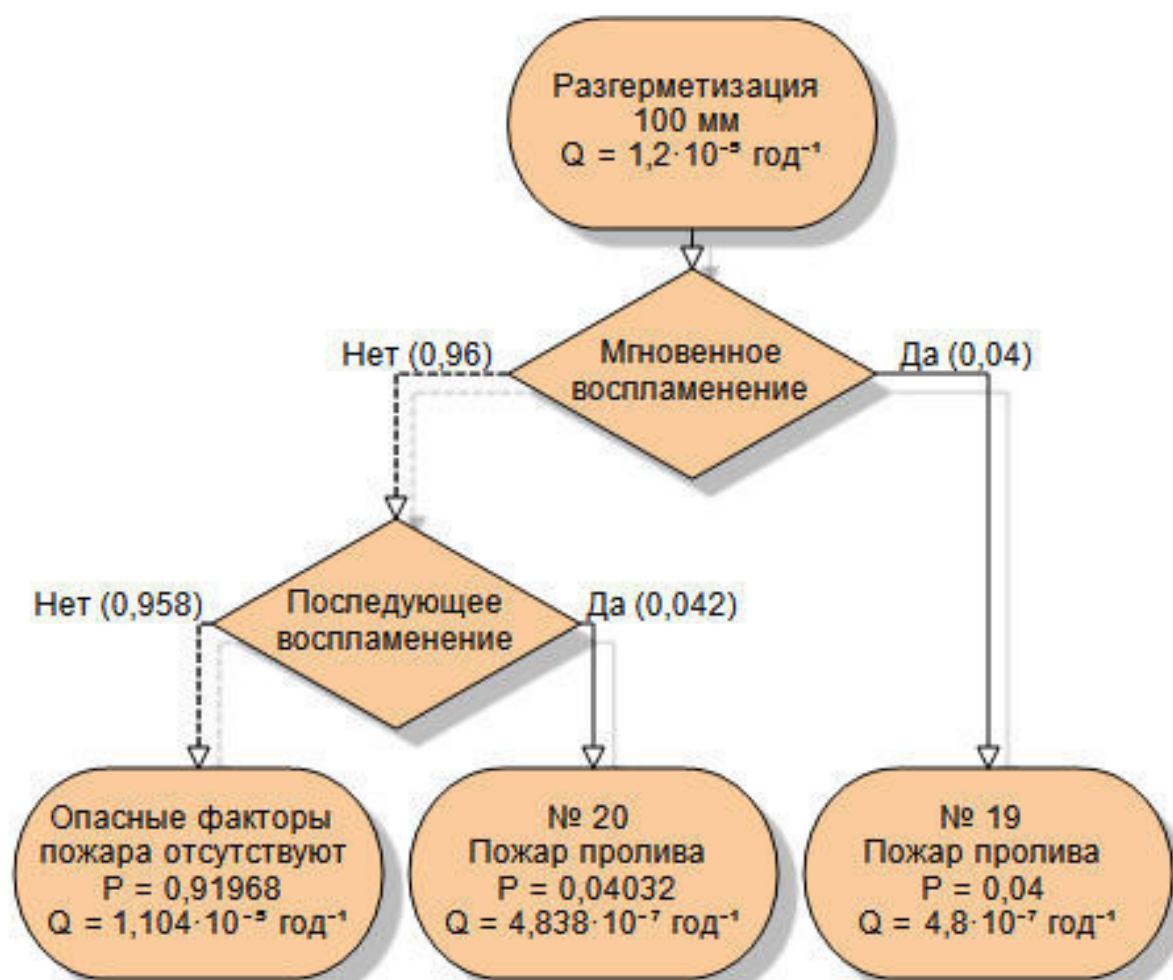 Разгерметизация
100 мм
Q = 1,2·10⁻⁵ год⁻¹
Нет (0,96)
Мгновенное
воспламенение
Да (0,04)
Нет (0,958)
Последующее
воспламенение
Да (0,042)
Опасные факторы
пожара отсутствуют
P = 0,91968
Q = 1,104·10⁻⁵ год⁻¹
№ 20
Пожар пролива
P = 0,04032
Q = 4,838·10⁻⁷ год⁻¹
№ 19
Пожар пролива
P = 0,04
Q = 4,8·10⁻⁷ год⁻¹